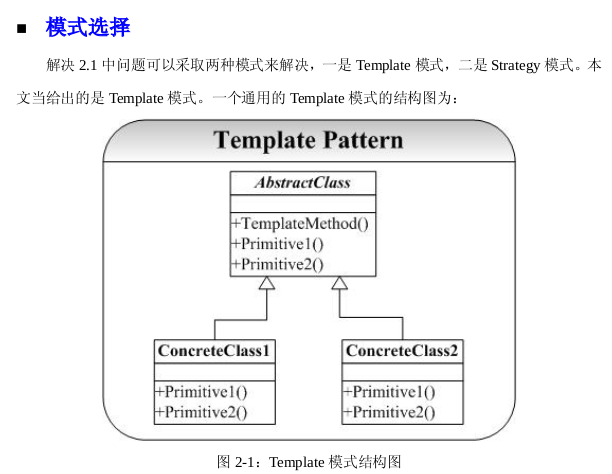 ■ 模式选择
解决 2.1 中问题可以采取两种模式来解决，一是 Template 模式，二是 Strategy 模式。本
文当给出的是 Template 模式。一个通用的 Template 模式的结构图为：
Template Pattern
AbstractClass
+TemplateMethod()
+Primitive1()
+Primitive2()
ConcreteClass1
+Primitive1()
+Primitive2()
ConcreteClass2
+Primitive1()
+Primitive2()
图 2-1：Template 模式结构图